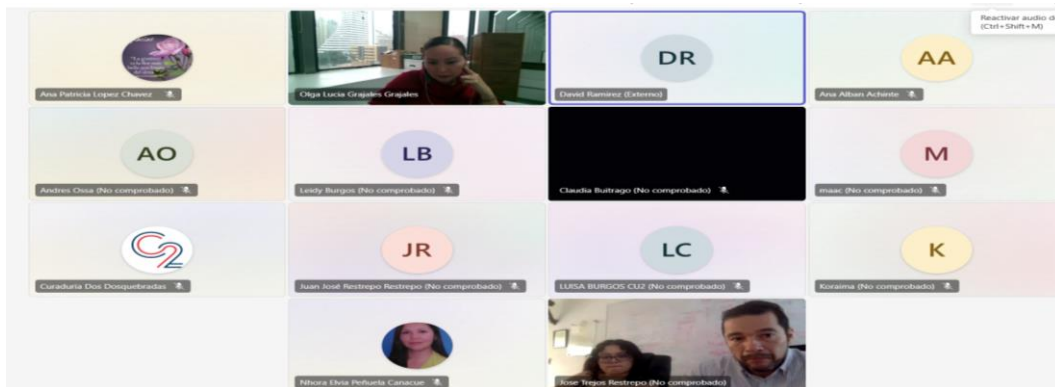 Reactivar audio d
(Ctrl+Shift+M)
DR
AA
Ana Patricia Lopez Chavez
Olga Lucia Grajales Grajales
David Ramirez (Externo)
Ana Alban Achinte
AO
LB
M
Andres Ossa (No comprobado)
Leidy Burgos (No comprobado)
Claudia Buitrago (No comprobado)
maac (No comprobado)
C2
JR
LC
K
Curaduria Dos Dosquebradas
Juan José Restrepo Restrepo (No comprobado)
LUISA BURGOS CU2 (No comprobado)
Koraima (No comprobado)
Nhora Elvia Peñuela Canacue
Jose Trejos Restrepo (No comprobado)